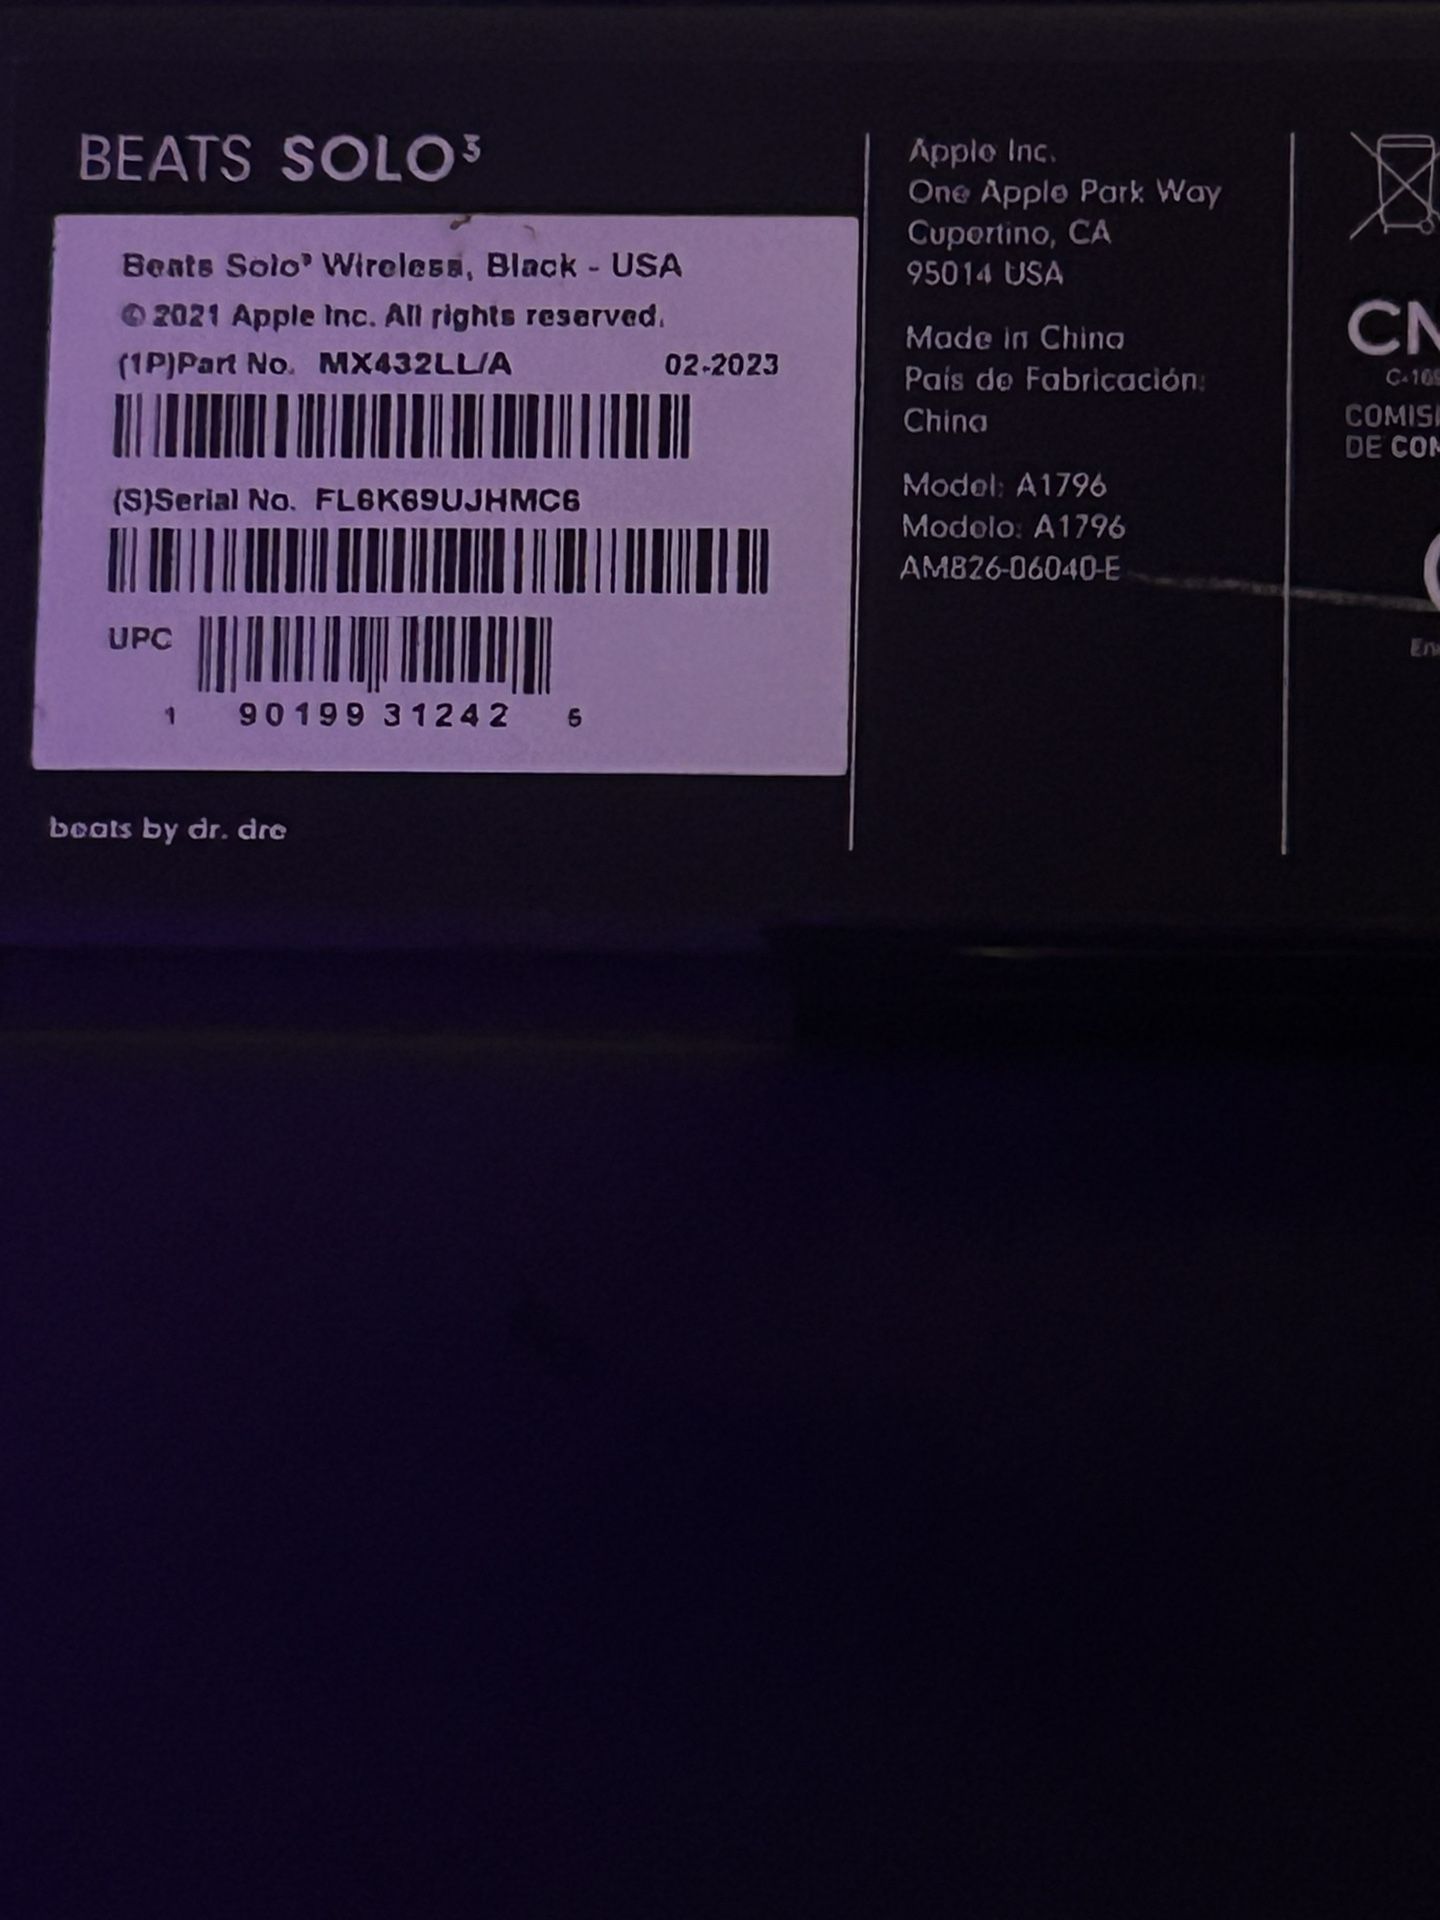 BEATS SOLO³
Beats Solo³ Wireless, Black - USA
© 2021 Apple Inc. All rights reserved.
(1P)Part No. MX432LL/A 02-2023
(S)Serial No. FL6K69UJHMC6
UPC
1 90199 31242 6
beats by dr. dre
Apple Inc.
One Apple Park Way
Cupertino, CA
95014 USA
Made in China
País de Fabricación:
China
Model: A1796
Modelo: A1796
AM826-06040-E
DE